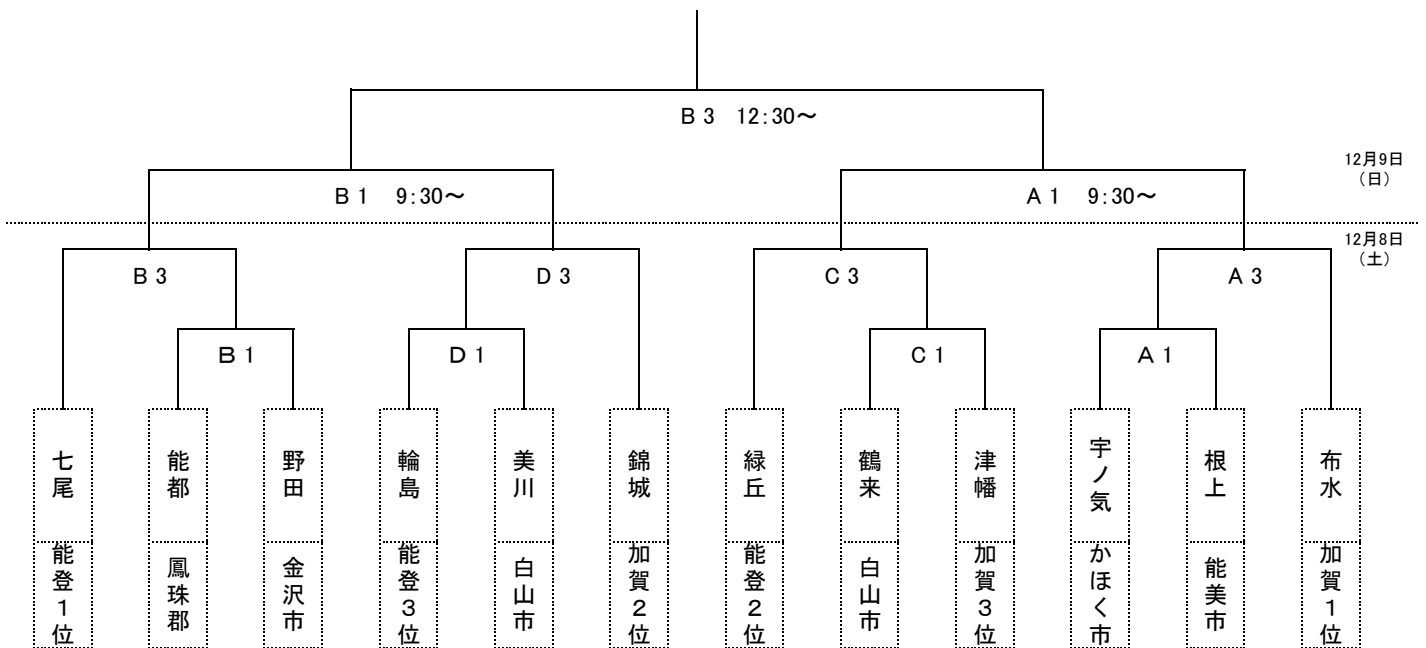 B3 12:30〜
12月9日
（日）
B1 9:30〜
A1 9:30〜
12月8日
（土）
B3
D3
C3
A3
B1
D1
C1
A1
七尾
能都
野田
輪島
美川
錦城
緑丘
鶴来
津幡
宇ノ気
根上
布水
能登1位
鳳珠郡
金沢市
能登3位
白山市
加賀2位
能登2位
白山市
加賀3位
かほく市
能美市
加賀1位